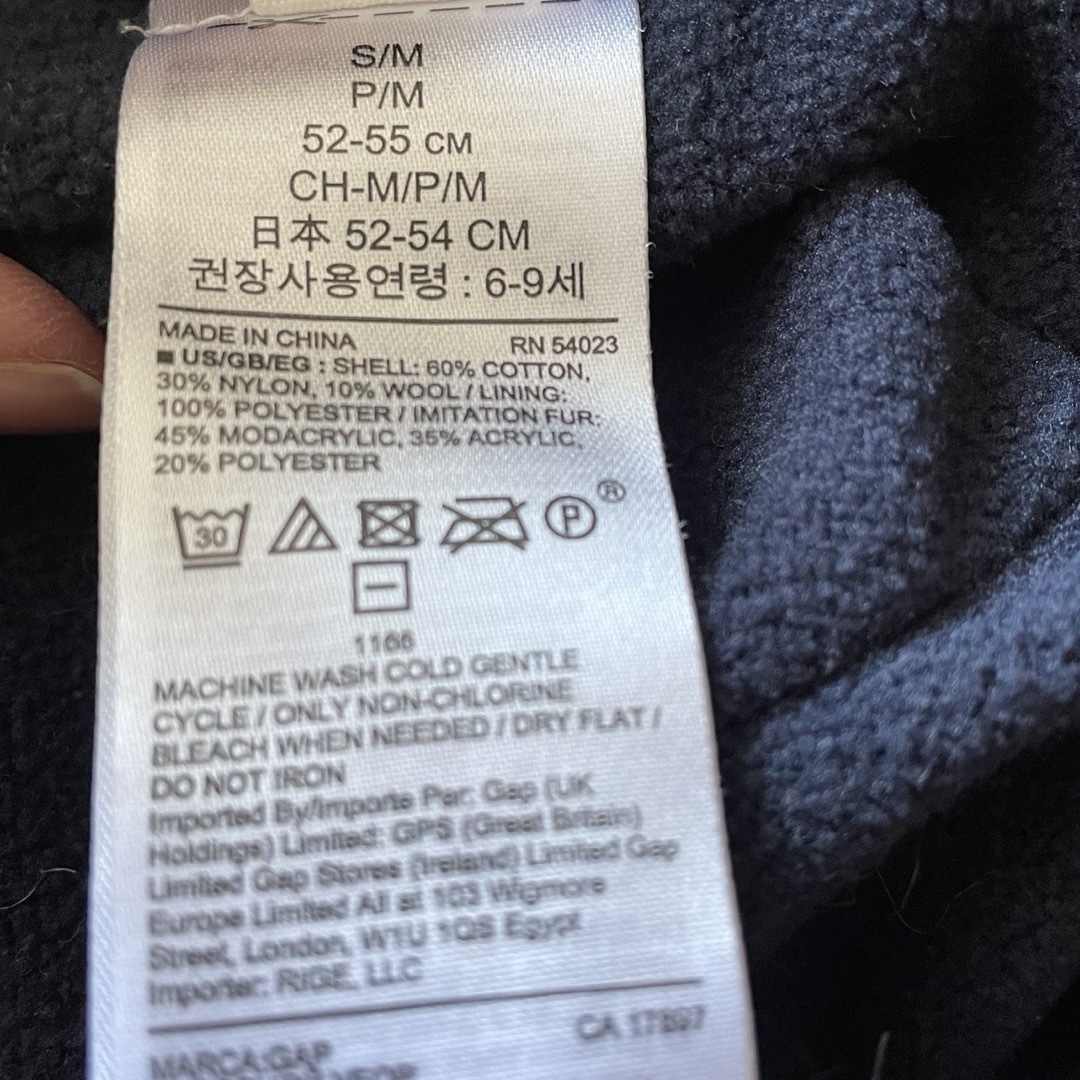 S/M
P/M
52-55 CM
CH-M/P/M
日本 52-54 CM
권장사용연령 : 6-9세
MADE IN CHINA RN 54023
■ US/GB/EG : SHELL: 60% COTTON,
30% NYLON, 10% WOOL / LINING:
100% POLYESTER / IMITATION FUR:
45% MODACRYLIC, 35% ACRYLIC,
20% POLYESTER
30 P ®
1166
MACHINE WASH COLD GENTLE
CYCLE / ONLY NON-CHLORINE
BLEACH WHEN NEEDED / DRY FLAT /
DO NOT IRON
Imported By/Importe Par: Gap (UK
Holdings) Limited: GPS (Great Britain)
Limited Gap Stores (Ireland) Limited Gap
Europe Limited All at 103 Wigmore
Street, London, W1U 1QS Egypt
Importer: RIGE, LLC
CA 17897
MARCA:GAP